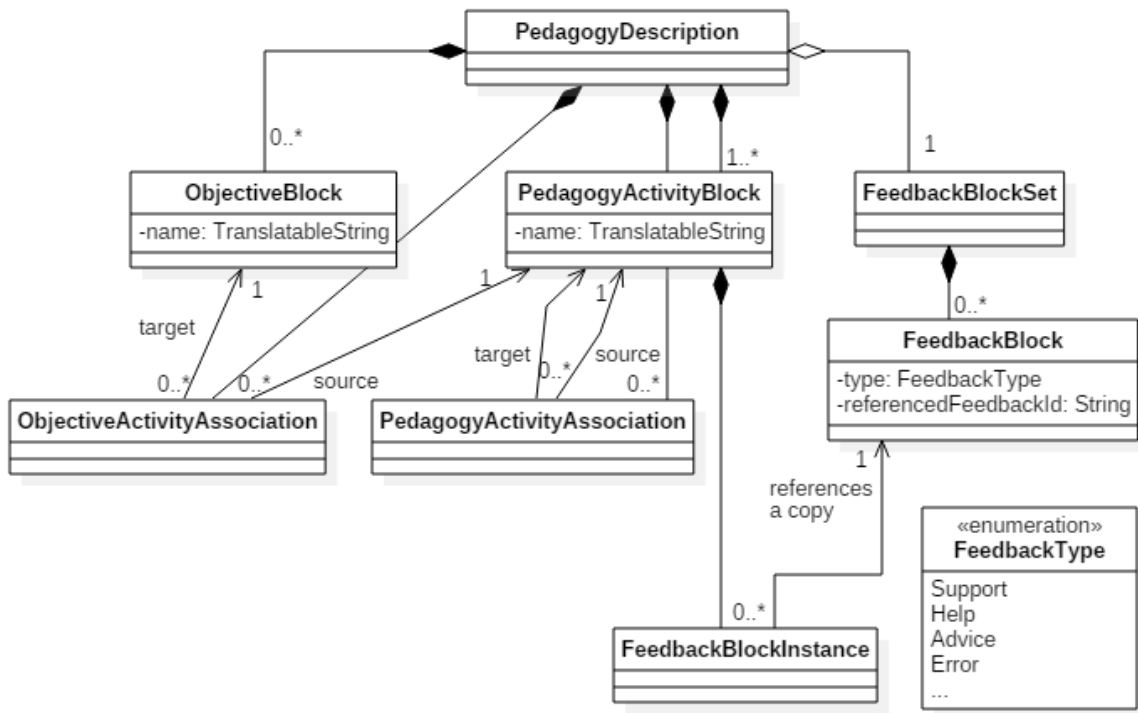 PedagogyDescription
0..*
1..*
1
ObjectiveBlock
-name: TranslatableString
PedagogyActivityBlock
-name: TranslatableString
FeedbackBlockSet
1
1
1
0..*
target
target
source
source
0..*
0..*
0..*
0..*
FeedbackBlock
-type: FeedbackType
-referencedFeedbackId: String
ObjectiveActivityAssociation
PedagogyActivityAssociation
1
references
a copy
0..*
FeedbackBlockInstance
«enumeration»
FeedbackType
Support
Help
Advice
Error
...